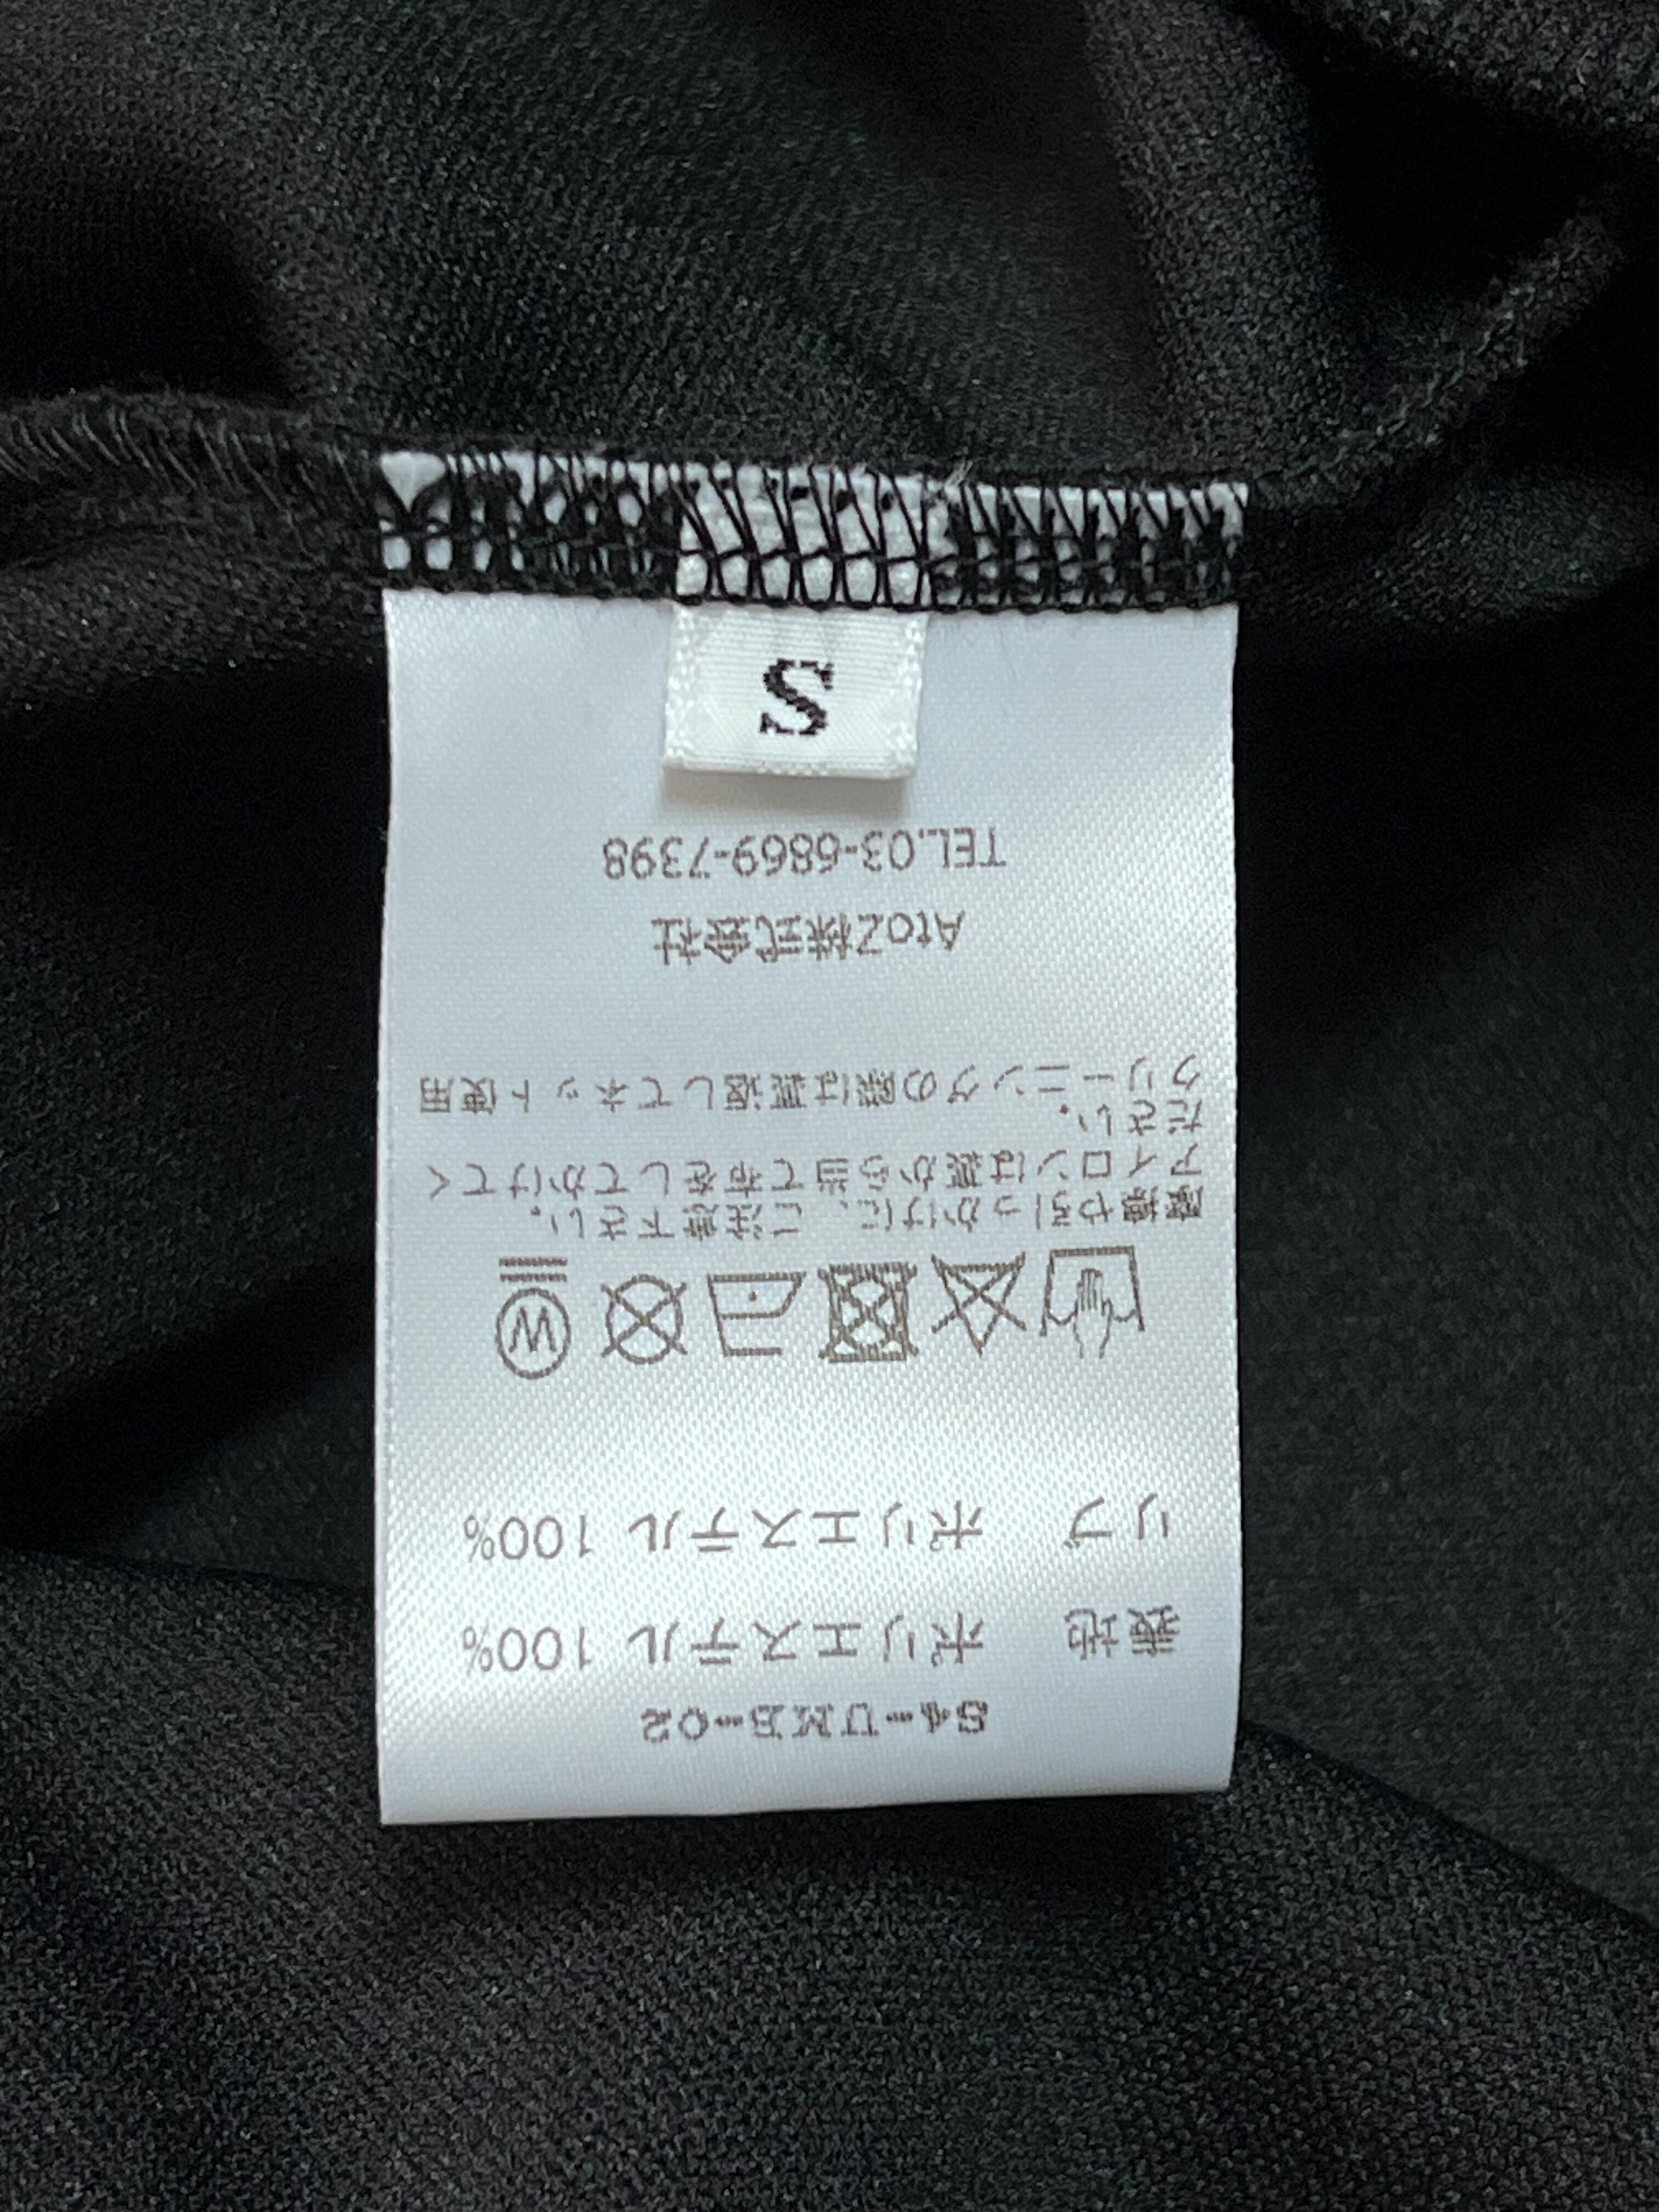 S4-UMB-02
表地 ポリエステル 100%
リブ ポリエステル 100%
W
摩擦や引っかけに、ご注意下さい。
アイロンは裏から当て布をしてかけてく
ださい。
クリーニングの際は裏返してネット使用
AtoZ株式会社
TEL.03-6869-7398
S